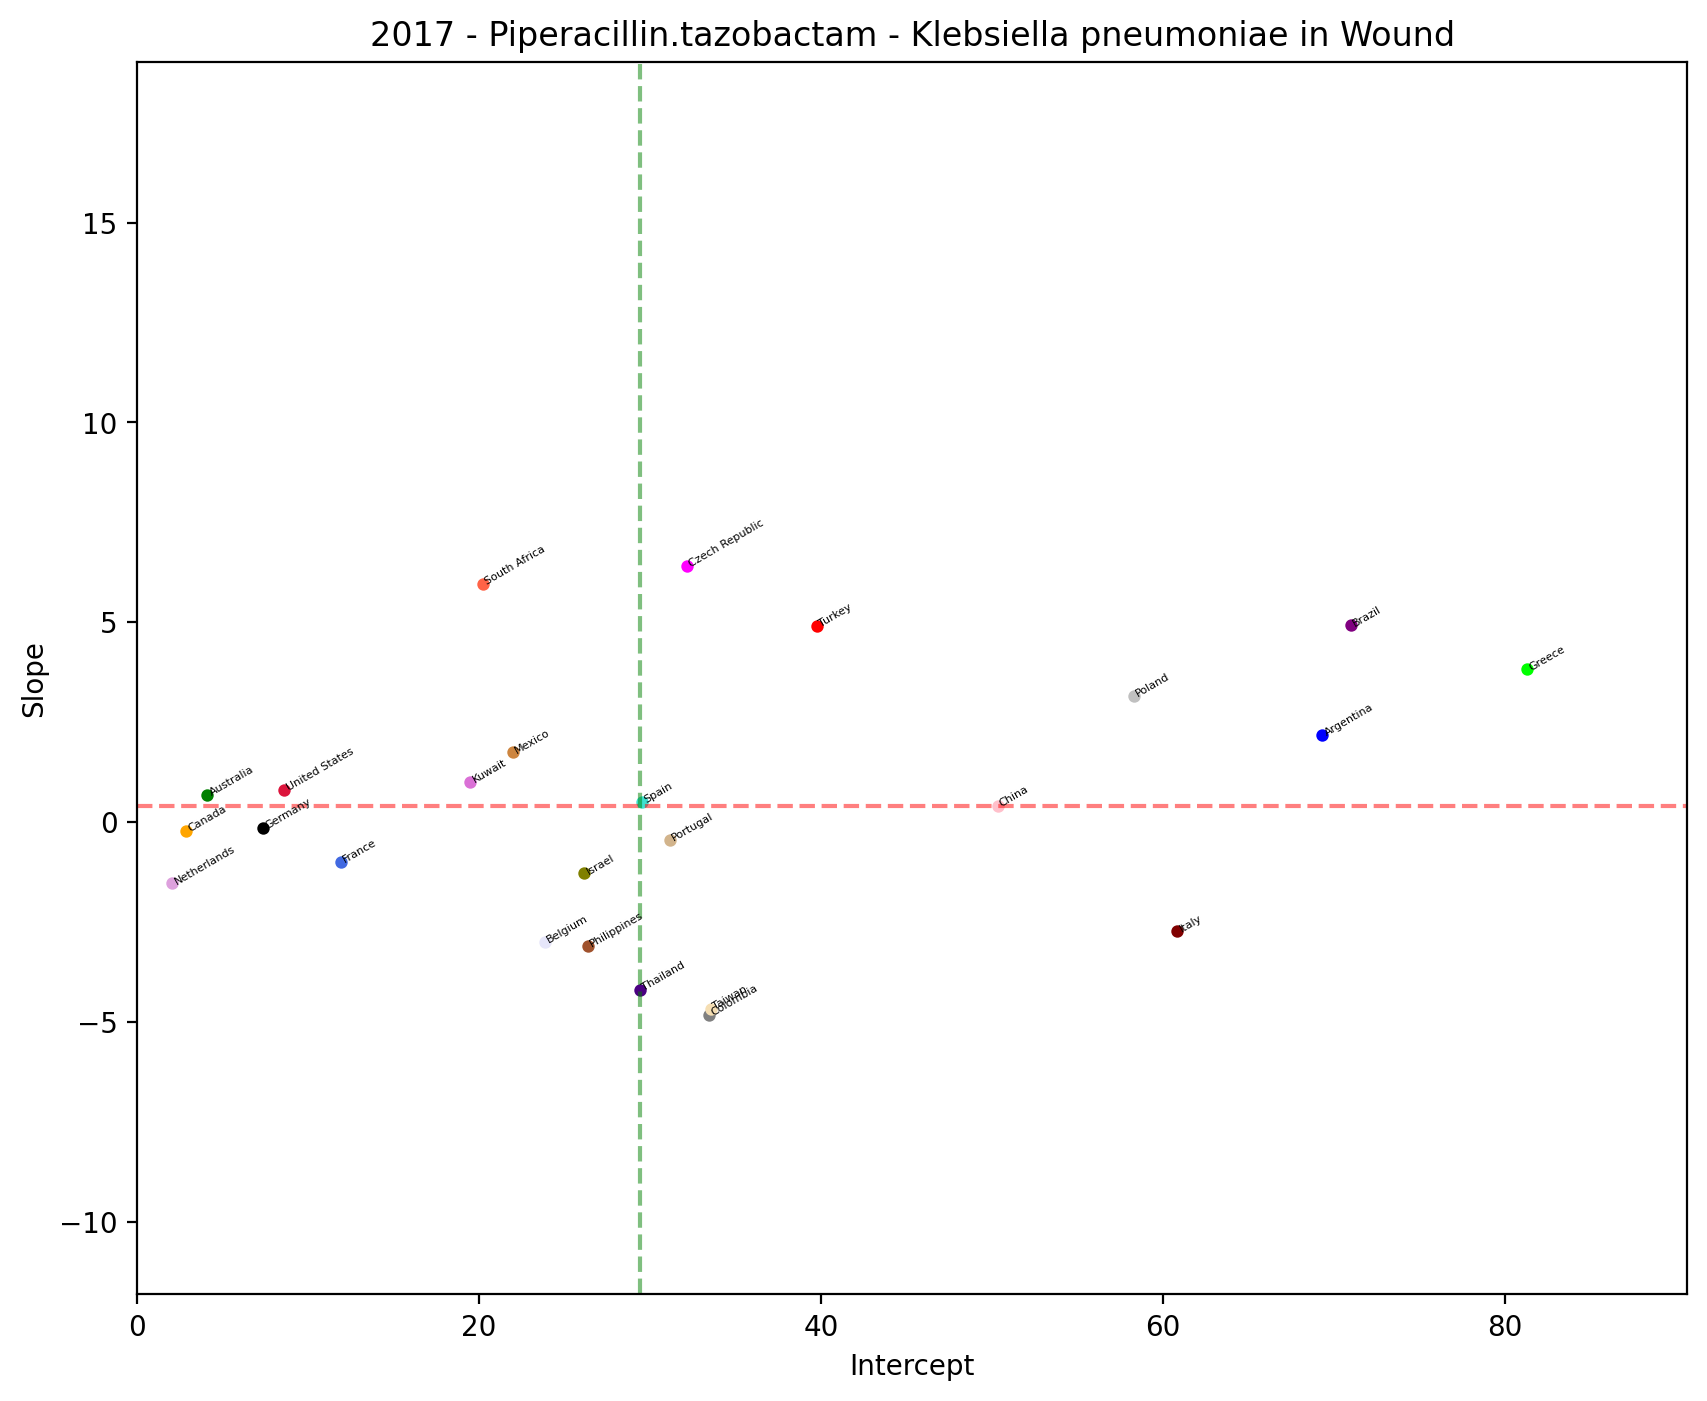 2017 - Piperacillin.tazobactam - Klebsiella pneumoniae in Wound
15
10
5
0
−5
−10
Slope
Czech Republic
South Africa
Turkey
Brazil
Greece
Poland
Argentina
Mexico
Kuwait
United States
Australia
Spain
China
Canada
Germany
Portugal
France
Israel
Netherlands
Belgium
Philippines
Italy
Thailand
Taiwan
Colombia
0
20
40
60
80
Intercept